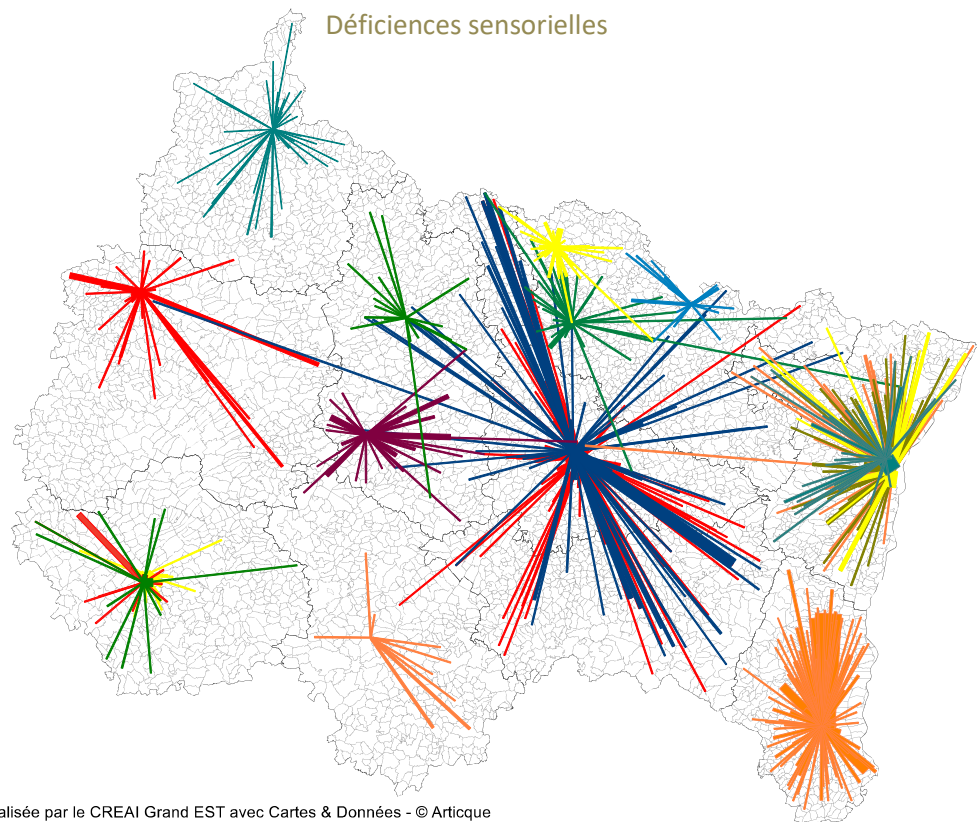 Déficiences sensorielles
alisée par le CREAI Grand EST avec Cartes & Données - © Articque